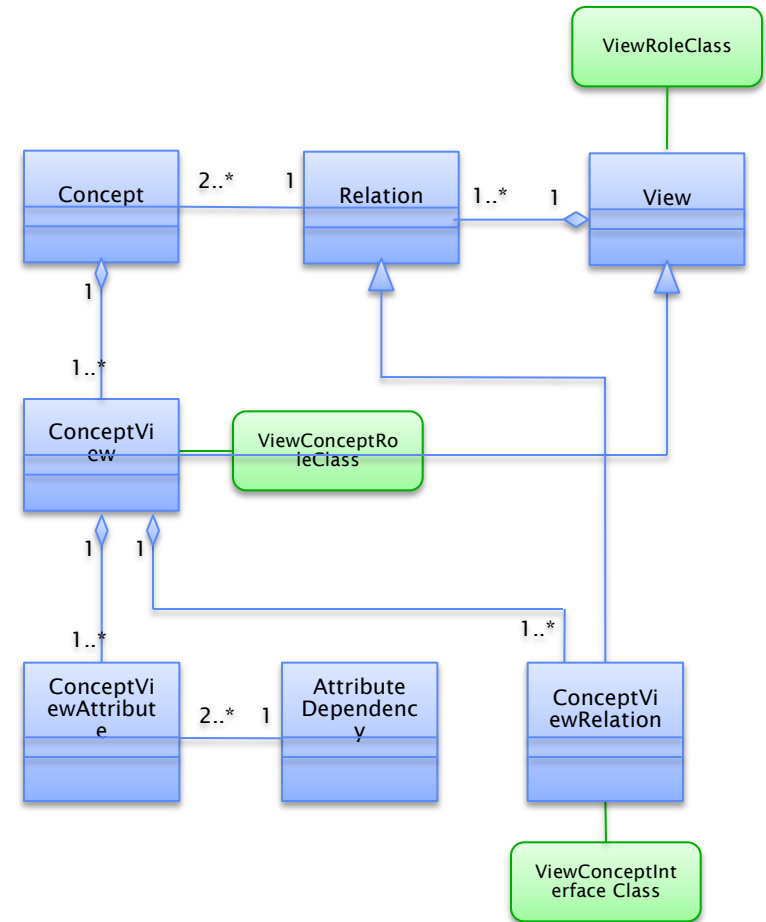 ViewRoleClass
Concept
2..*
1
Relation
1..*
1
View
1
1..*
ConceptVi
ew
ViewConceptRo
leClass
1
1
1..*
1..*
ConceptVi
ewAttribut
e
2..*
1
Attribute
Dependenc
y
ConceptVi
ewRelation
ViewConceptInt
erface Class